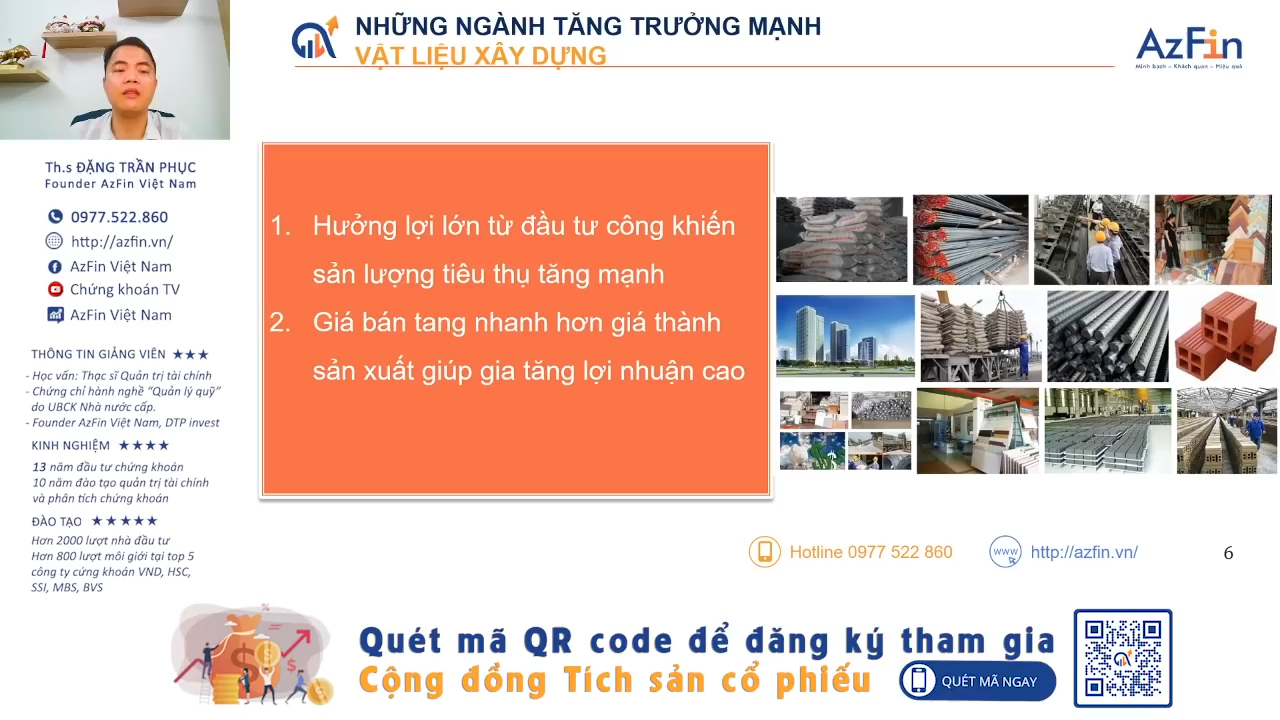 NHỮNG NGÀNH TĂNG TRƯỞNG MẠNH
VẬT LIỆU XÂY DỰNG
AzFin
Minh bạch – Khách quan – Hiệu quả
Th.s ĐẶNG TRẦN PHỤC
Founder AzFin Việt Nam
0977.522.860
http://azfin.vn/
AzFin Việt Nam
Chứng khoán TV
AzFin Việt Nam
THÔNG TIN GIẢNG VIÊN ★★★
- Học vấn: Thạc sĩ Quản trị tài chính
- Chứng chỉ hành nghề “Quản lý quỹ”
do UBCK Nhà nước cấp.
- Founder AzFin Việt Nam, DTP invest
KINH NGHIỆM ★★★★
13 năm đầu tư chứng khoán
10 năm đào tạo quản trị tài chính
và phân tích chứng khoán
ĐÀO TẠO ★★★★★
Hơn 2000 lượt nhà đầu tư
Hơn 800 lượt môi giới tại top 5
công ty cứng khoán VND, HSC,
SSI, MBS, BVS
1. Hưởng lợi lớn từ đầu tư công khiến
sản lượng tiêu thụ tăng mạnh
2. Giá bán tang nhanh hơn giá thành
sản xuất giúp gia tăng lợi nhuận cao
Hotline 0977 522 860
www
http://azfin.vn/
6
Quét mã QR code để đăng ký tham gia
Cộng đồng Tích sản cổ phiếu
QUÉT MÃ NGAY